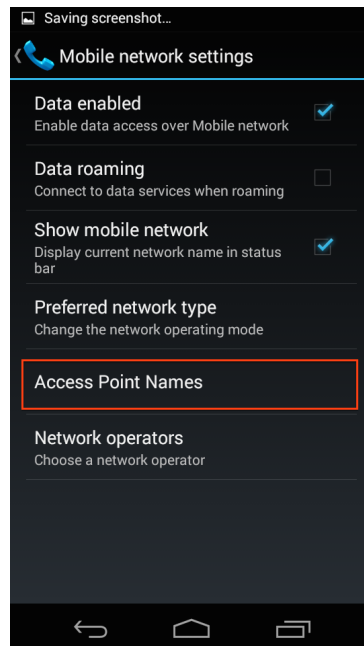 Saving screenshot...
Mobile network settings
Data enabled
Enable data access over Mobile network
Data roaming
Connect to data services when roaming
Show mobile network
Display current network name in status
bar
Preferred network type
Change the network operating mode
Access Point Names
Network operators
Choose a network operator